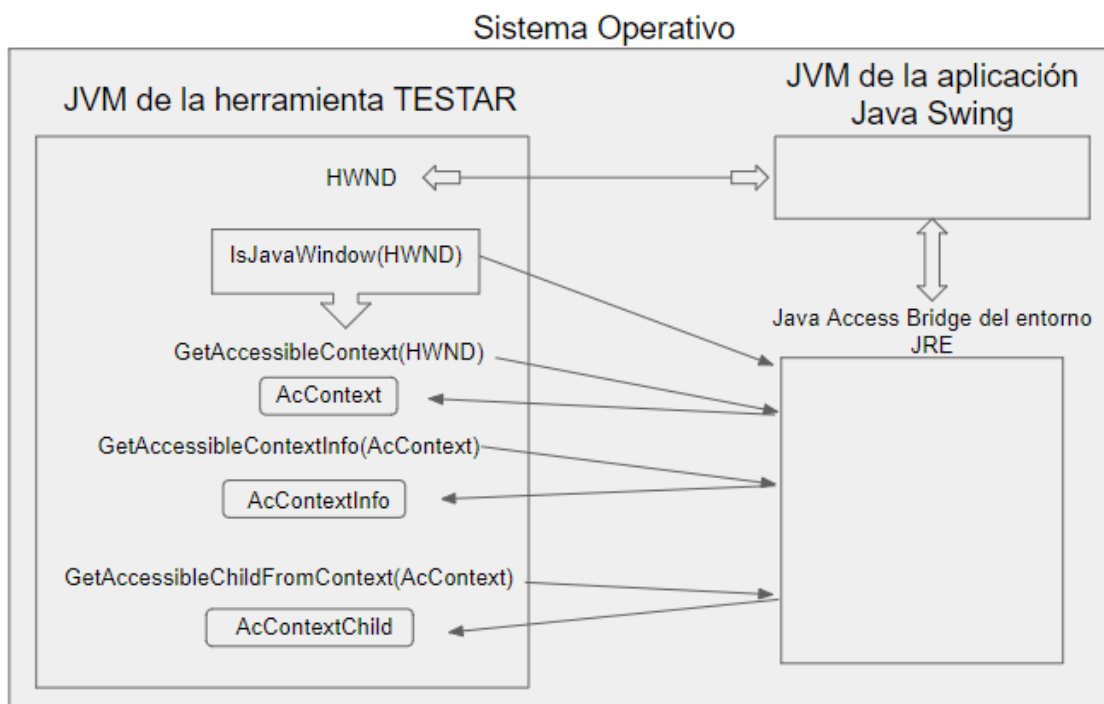 Sistema Operativo
JVM de la herramienta TESTAR
JVM de la aplicación
Java Swing
HWND
IsJavaWindow(HWND)
Java Access Bridge del entorno
JRE
GetAccessibleContext(HWND)
AcContext
GetAccessibleContextInfo(AcContext)
AcContextInfo
GetAccessibleChildFromContext(AcContext)
AcContextChild